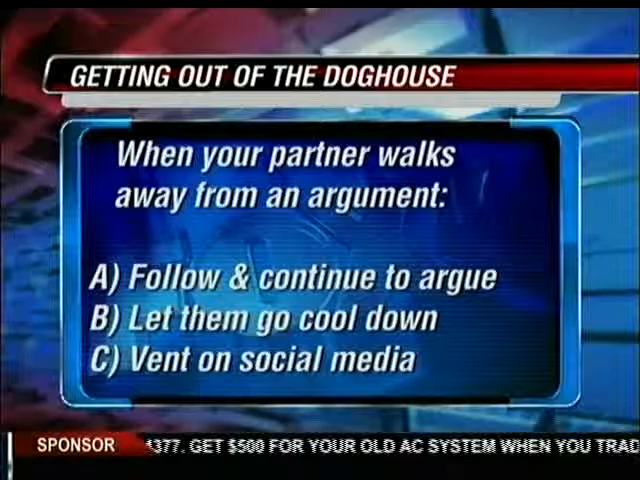 GETTING OUT OF THE DOGHOUSE
When your partner walks
away from an argument:
A) Follow & continue to argue
B) Let them go cool down
C) Vent on social media
SPONSOR 1377. GET $500 FOR YOUR OLD AC SYSTEM WHEN YOU TRAD